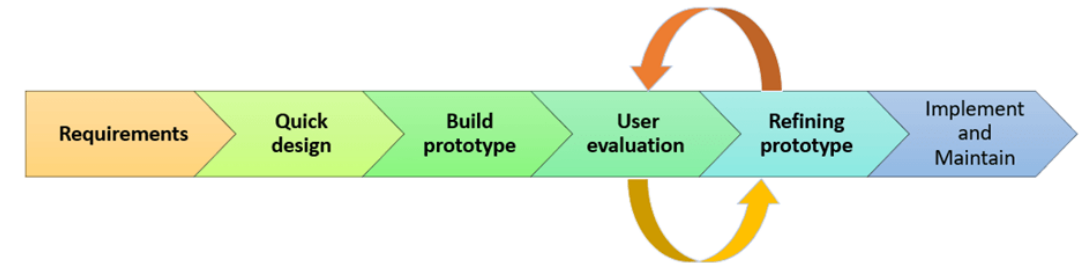 Requirements
Quick
design
Build
prototype
User
evaluation
Refining
prototype
Implement
and
Maintain